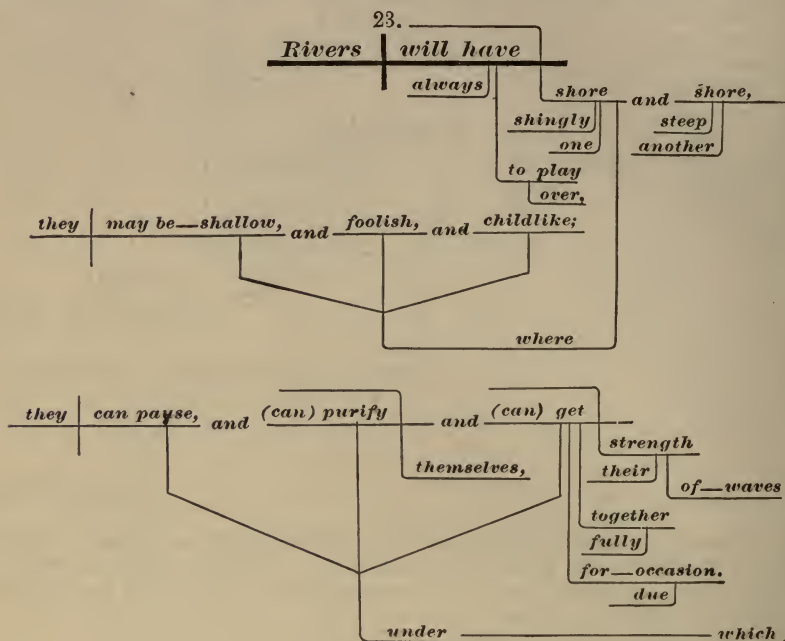 23.
Rivers will have
always shore and shore,
shingly steep
one another
to play
over,
they may be—shallow, and foolish, and childlike;
where
they can pause, and (can) purify and (can) get
strength
themselves, their
of—waves
together
fully
for—occasion.
due
under which